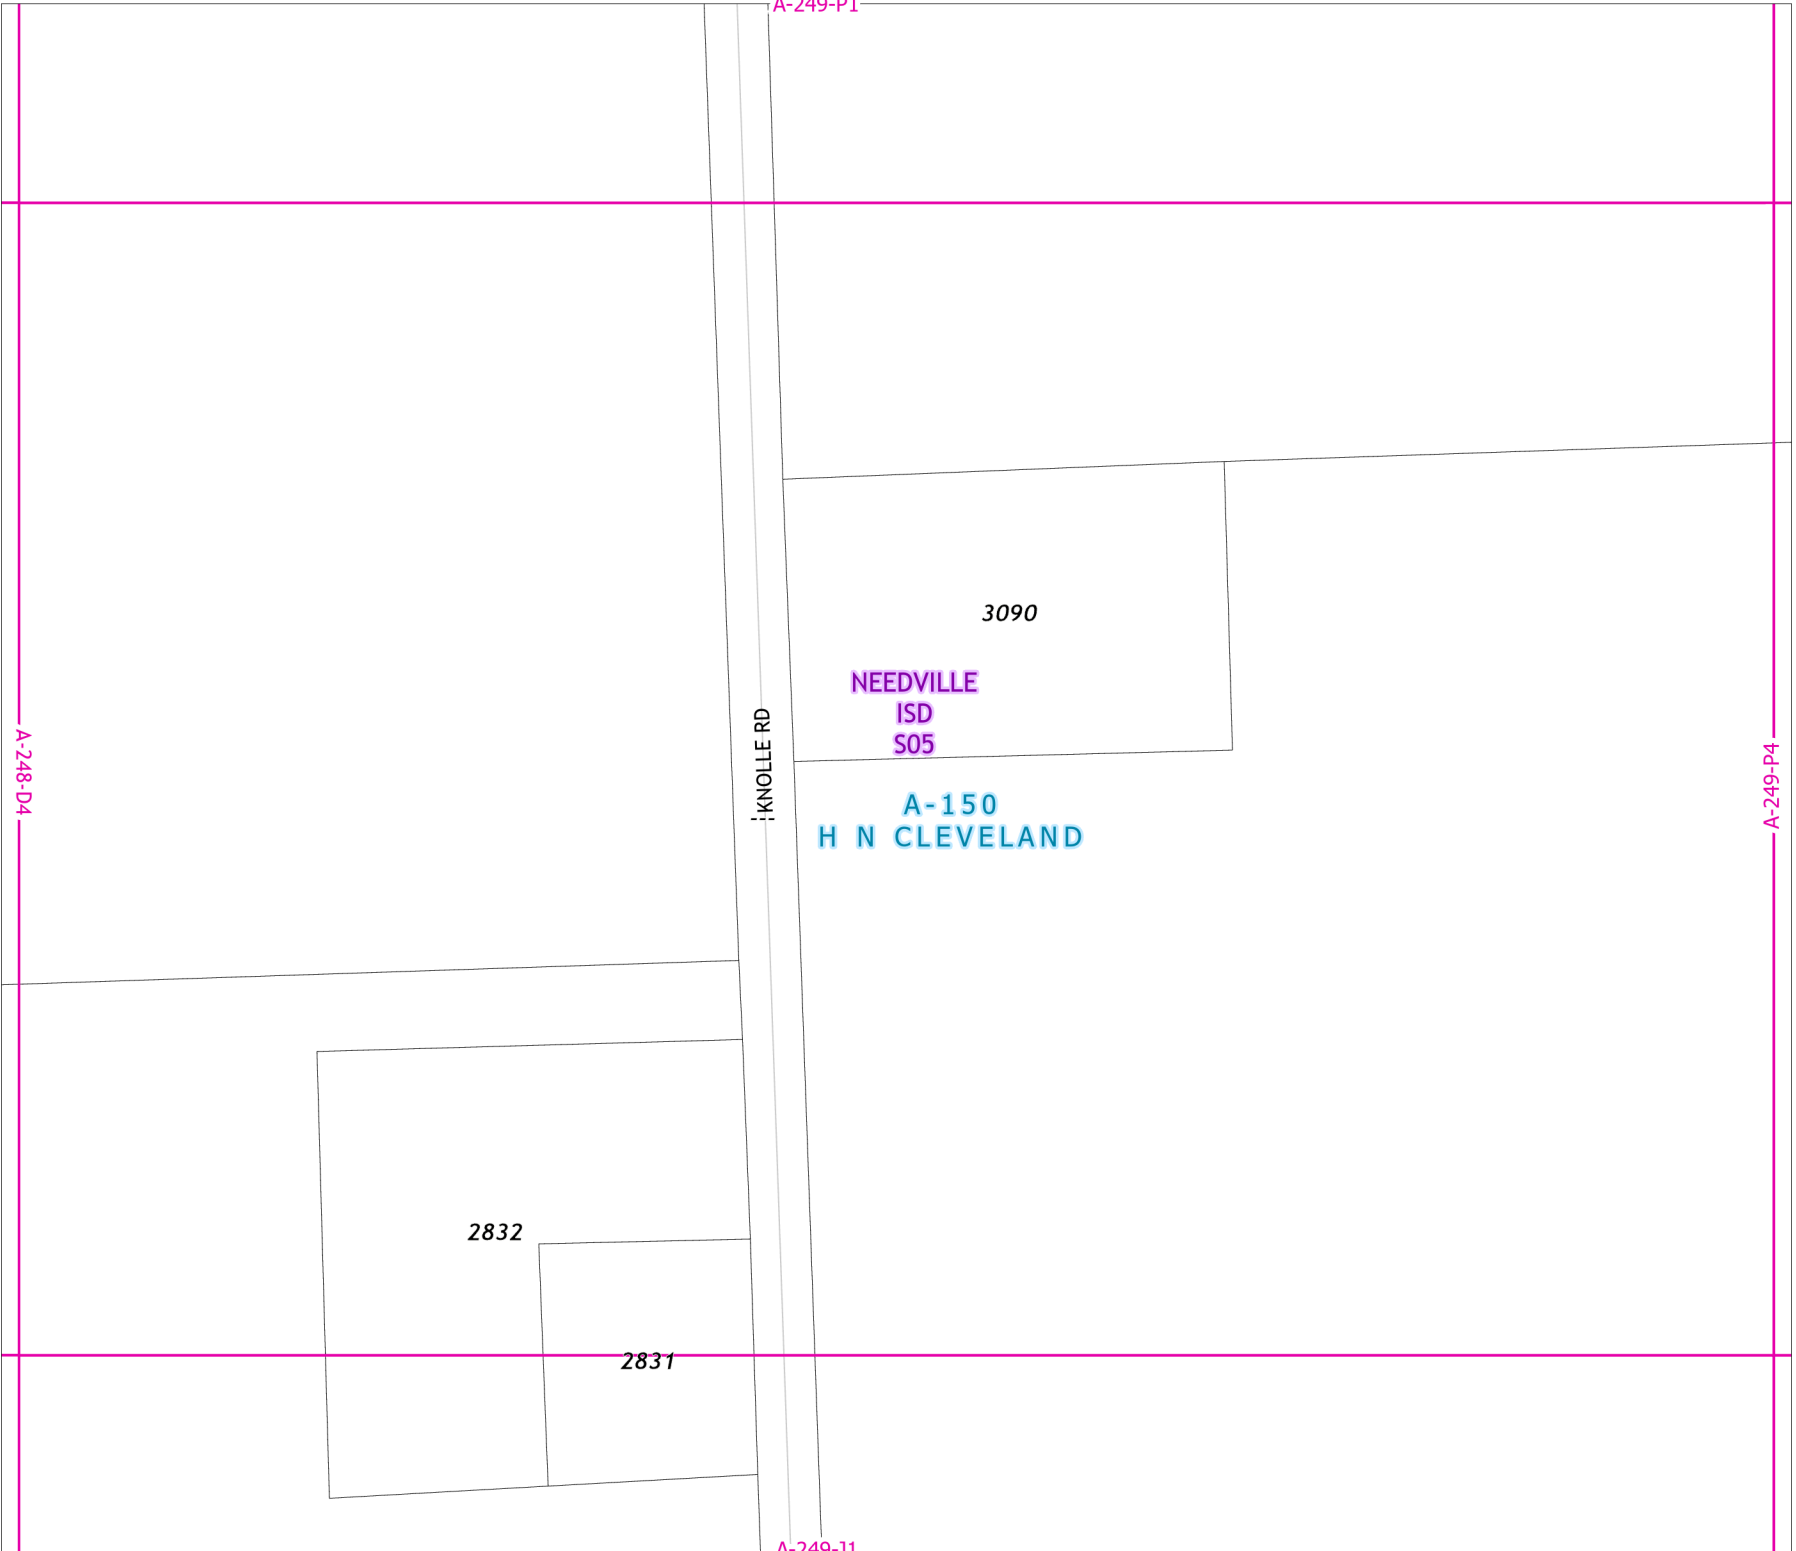 A-249-P1
3090
NEEDVILLE
ISD
S05
KNOLLE RD
A-248-D4
A-249-P4
A-150
H N CLEVELAND
2832
2831
A-249-J1